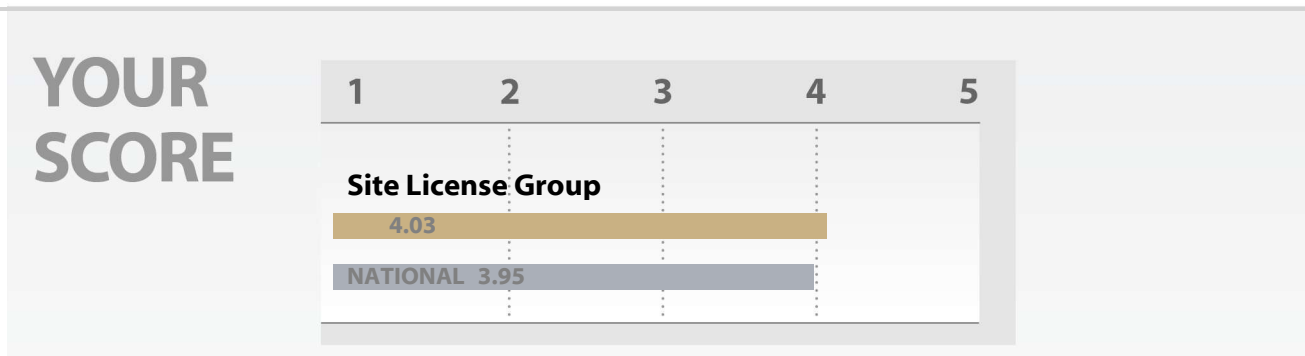 YOUR
SCORE
1 2 3 4 5
Site License Group
4.03
NATIONAL 3.95